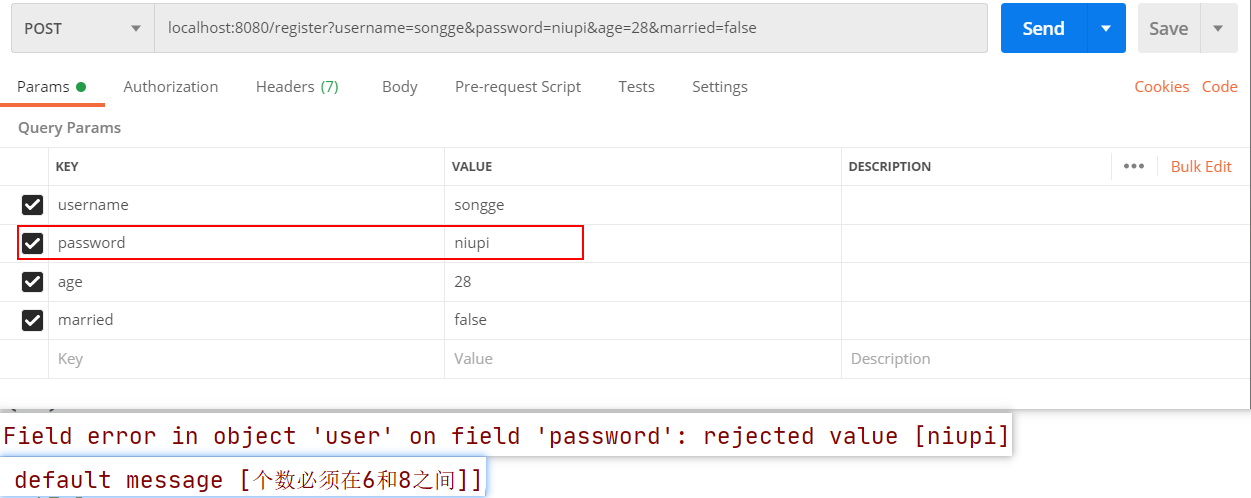 POST localhost:8080/register?username=songge&password=niupi&age=28&married=false Send Save
Params Authorization Headers (7) Body Pre-request Script Tests Settings Cookies Code
Query Params
KEY VALUE DESCRIPTION ••• Bulk Edit
username songge
password niupi
age 28
married false
Key Value Description
Field error in object 'user' on field 'password': rejected value [niupi]
default message [个数必须在6和8之间]]